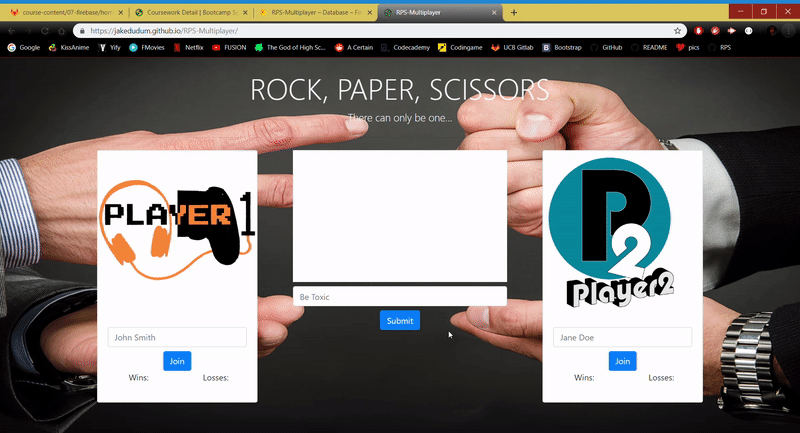 course-content/07-firebase/hom
Coursework Detail | Bootcamp S
RPS-Multiplayer – Database – Fi
RPS-Multiplayer
https://jakedudum.github.io/RPS-Multiplayer/
Google KissAnime Yify FMovies Netflix FUSION The God of High Sc... A Certain Codecademy Codingame UCB Gitlab Bootstrap GitHub README pics RPS
ROCK, PAPER, SCISSORS
There can only be one...
PLAYER 1
P2
Player2
Be Toxic
Submit
John Smith
Join
Wins: Losses:
Jane Doe
Join
Wins: Losses: